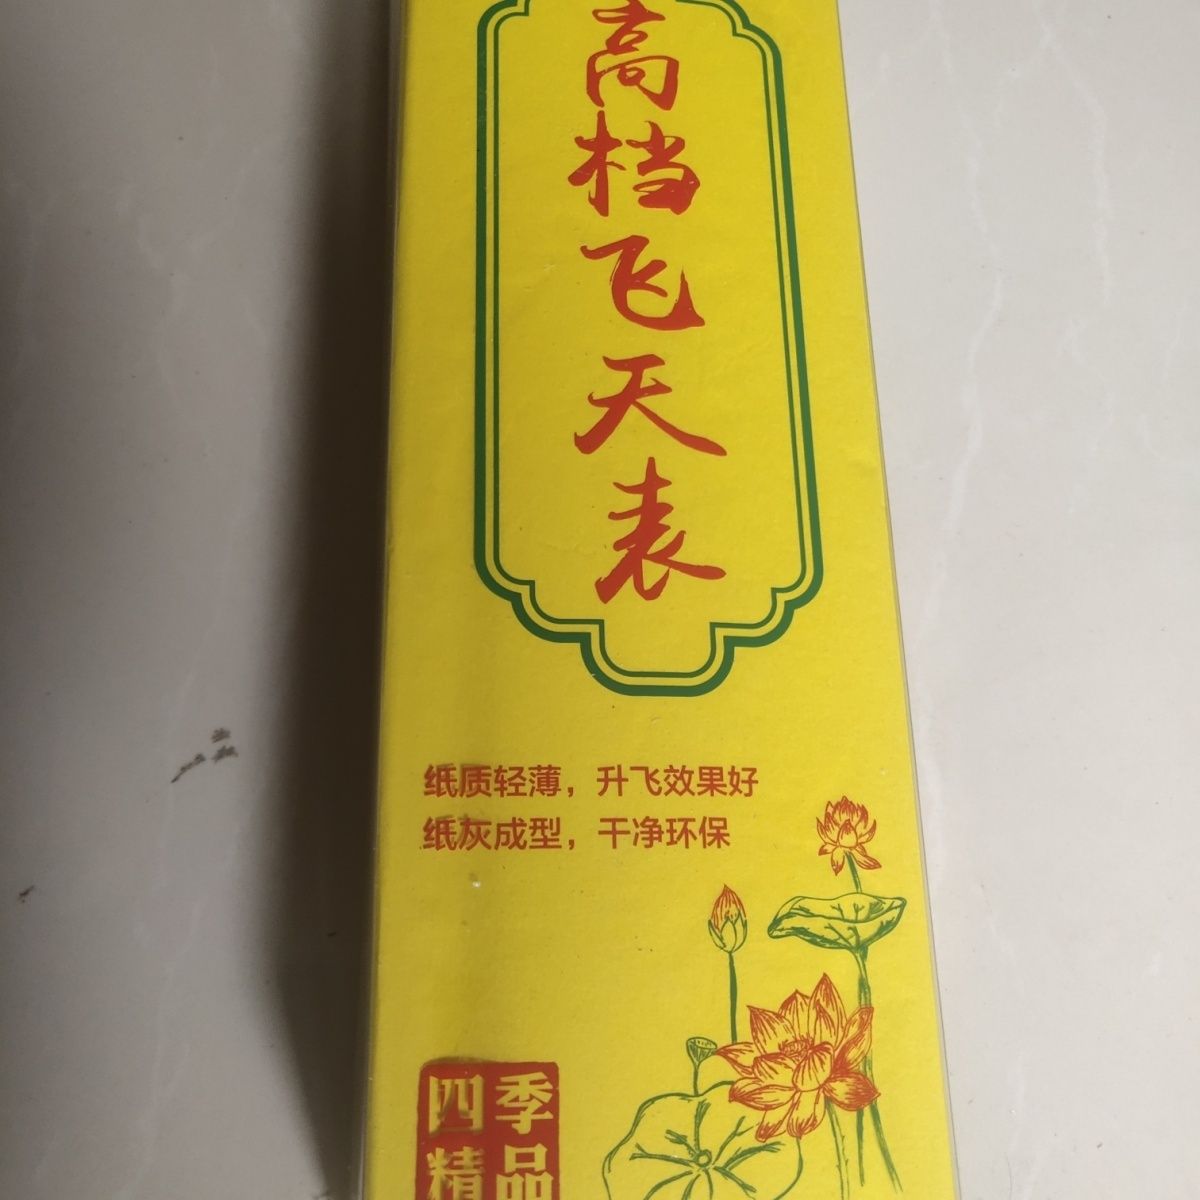 高档飞天表
纸质轻薄，升飞效果好
纸灰成型，干净环保
四季
精品